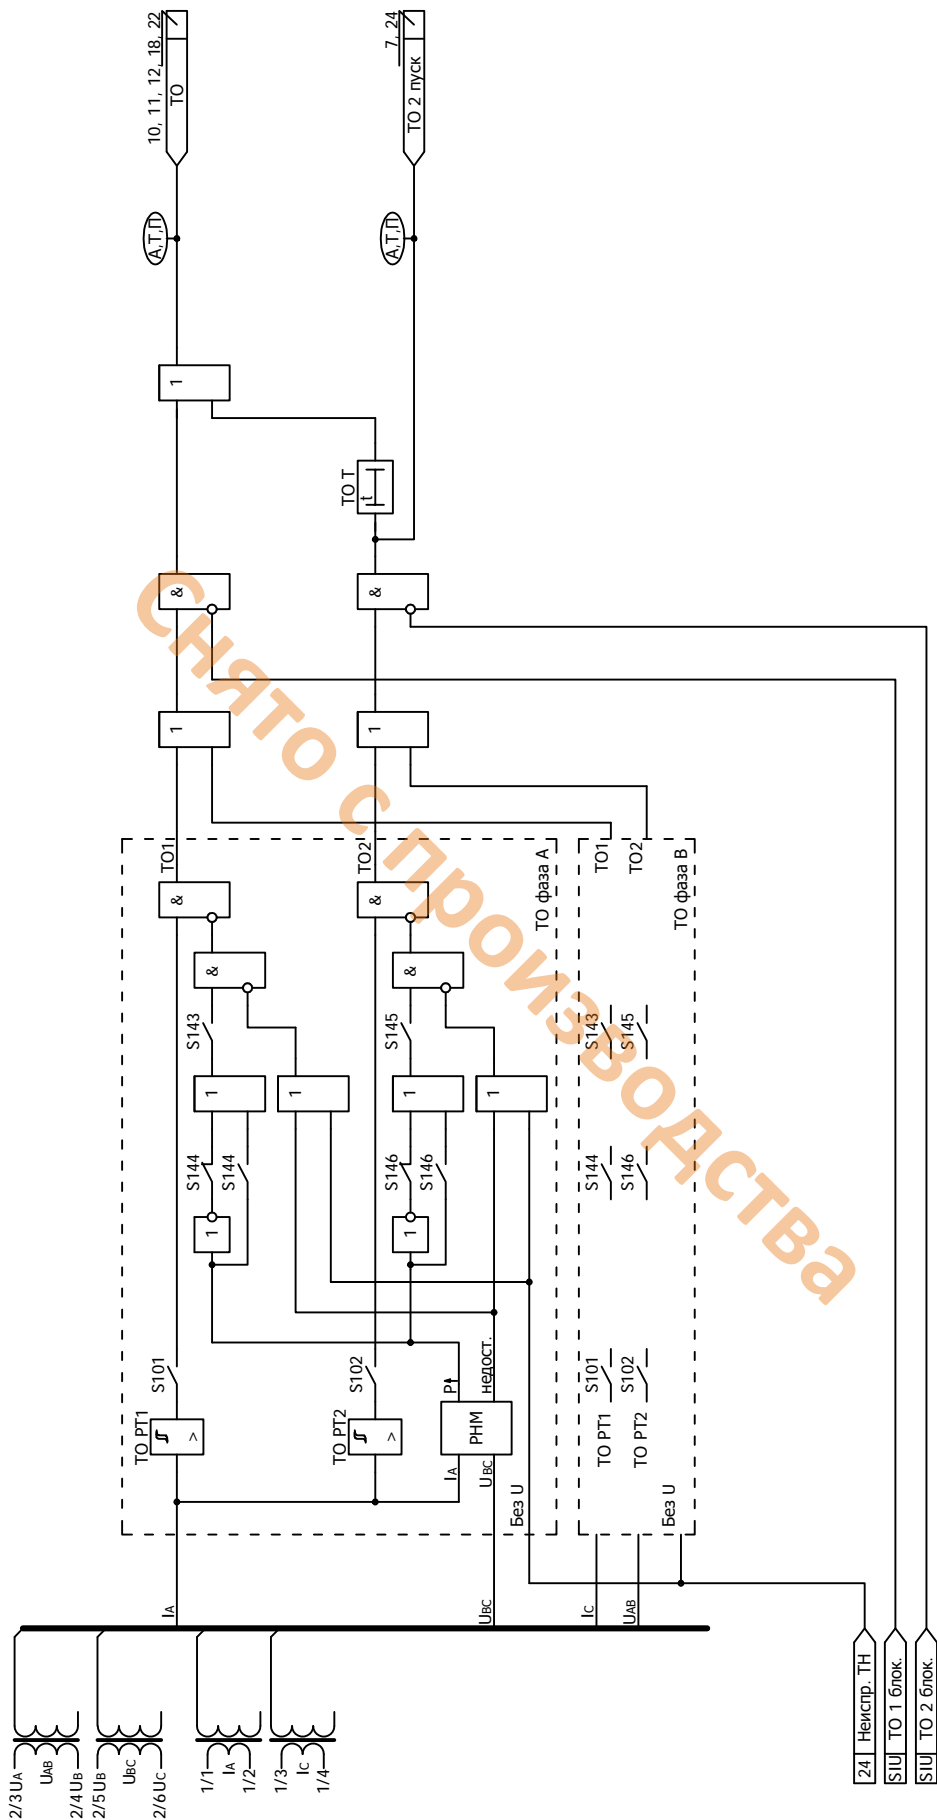 10, 11, 12, 18, 22
ТО
7, 24
ТО 2 пуск
А,Т,П
А,Т,П
1
ТО Т
t
&
&
1
1
ТО1
ТО2
ТО1
ТО2
ТО фаза А
ТО фаза В
&
&
&
&
S143
S145
S143
S145
1
1
1
1
S144
S144
S146
S146
S144
S146
1
1
S101
S102
P
недост.
S101
S102
ТО РТ1
>
ТО РТ2
>
РНМ
ТО РТ1
ТО РТ2
IA
UBC
Без U
Без U
IA
UBC
IC
UAB
2/3UA
UAB
2/4UB
2/5UB
UBC
2/6UC
1/1
IA
1/2
1/3
IC
1/4
24 Неиспр. ТН
SIU ТО 1 блок.
SIU ТО 2 блок.
Снято с производства